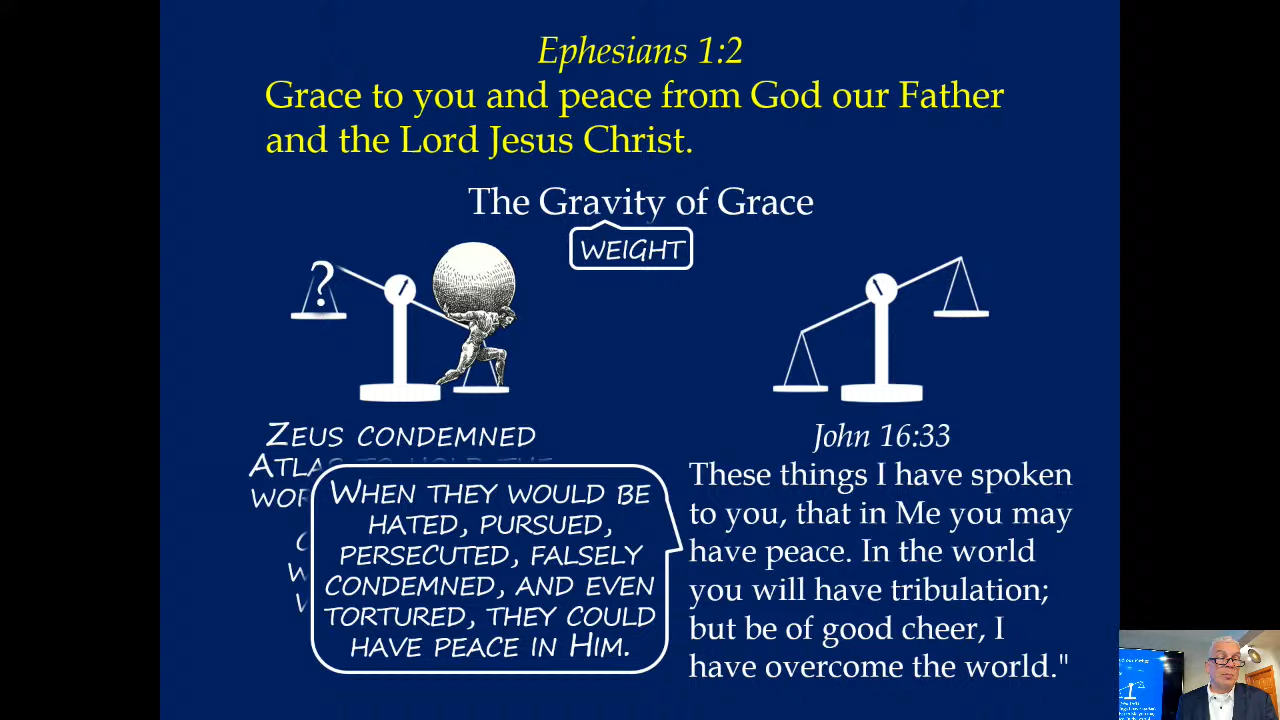 Ephesians 1:2
Grace to you and peace from God our Father
and the Lord Jesus Christ.
The Gravity of Grace
WEIGHT
?
ZEUS CONDEMNED
John 16:33
These things I have spoken
to you, that in Me you may
have peace. In the world
you will have tribulation;
but be of good cheer, I
have overcome the world."
WHEN THEY WOULD BE
HATED, PURSUED,
PERSECUTED, FALSELY
CONDEMNED, AND EVEN
TORTURED, THEY COULD
HAVE PEACE IN HIM.